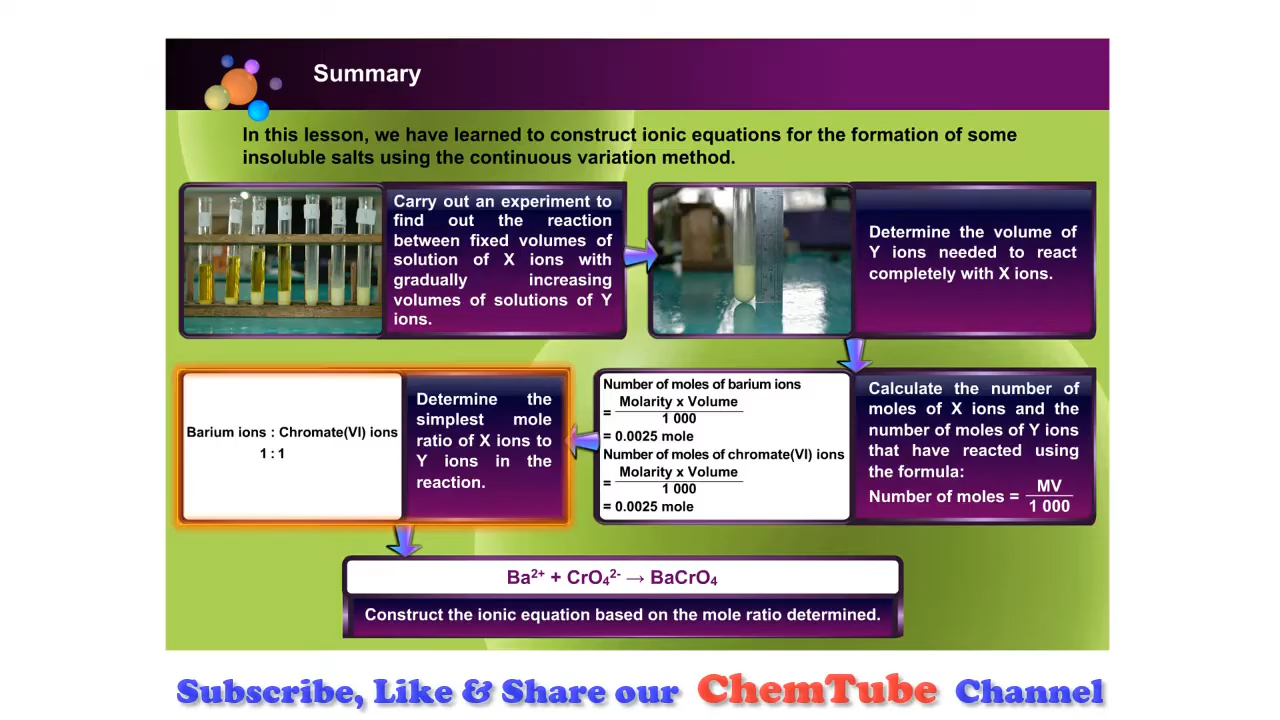 Summary
In this lesson, we have learned to construct ionic equations for the formation of some
insoluble salts using the continuous variation method.
Carry out an experiment to
find out the reaction
between fixed volumes of
solution of X ions with
gradually increasing
volumes of solutions of Y
ions.
Determine the volume of
Y ions needed to react
completely with X ions.
Calculate the number of
moles of X ions and the
number of moles of Y ions
that have reacted using
the formula:
Number of moles = MV
1 000
Number of moles of barium ions
= Molarity x Volume
1 000
= 0.0025 mole
Number of moles of chromate(VI) ions
= Molarity x Volume
1 000
= 0.0025 mole
Determine the
simplest mole
ratio of X ions to
Y ions in the
reaction.
Barium ions : Chromate(VI) ions
1 : 1
Ba²⁺ + CrO₄²⁻ → BaCrO₄
Construct the ionic equation based on the mole ratio determined.
Subscribe, Like & Share our ChemTube Channel